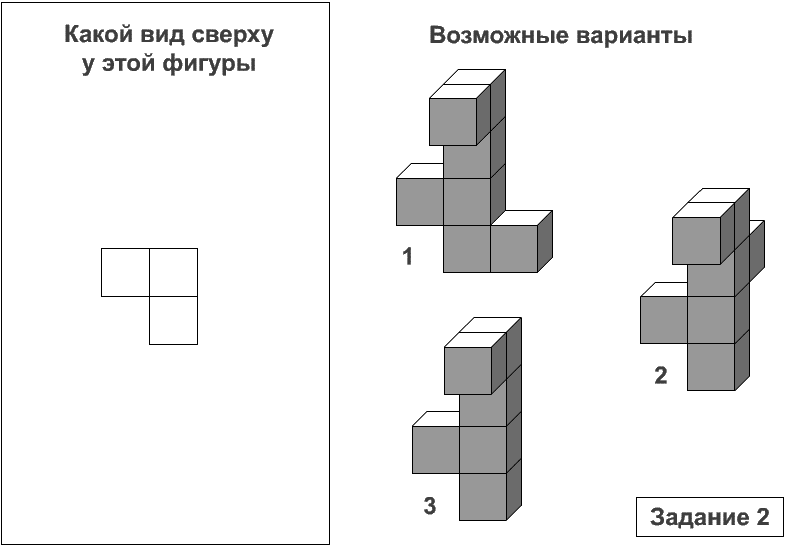 Какой вид сверху
у этой фигуры
Возможные варианты
1
2
3
Задание 2